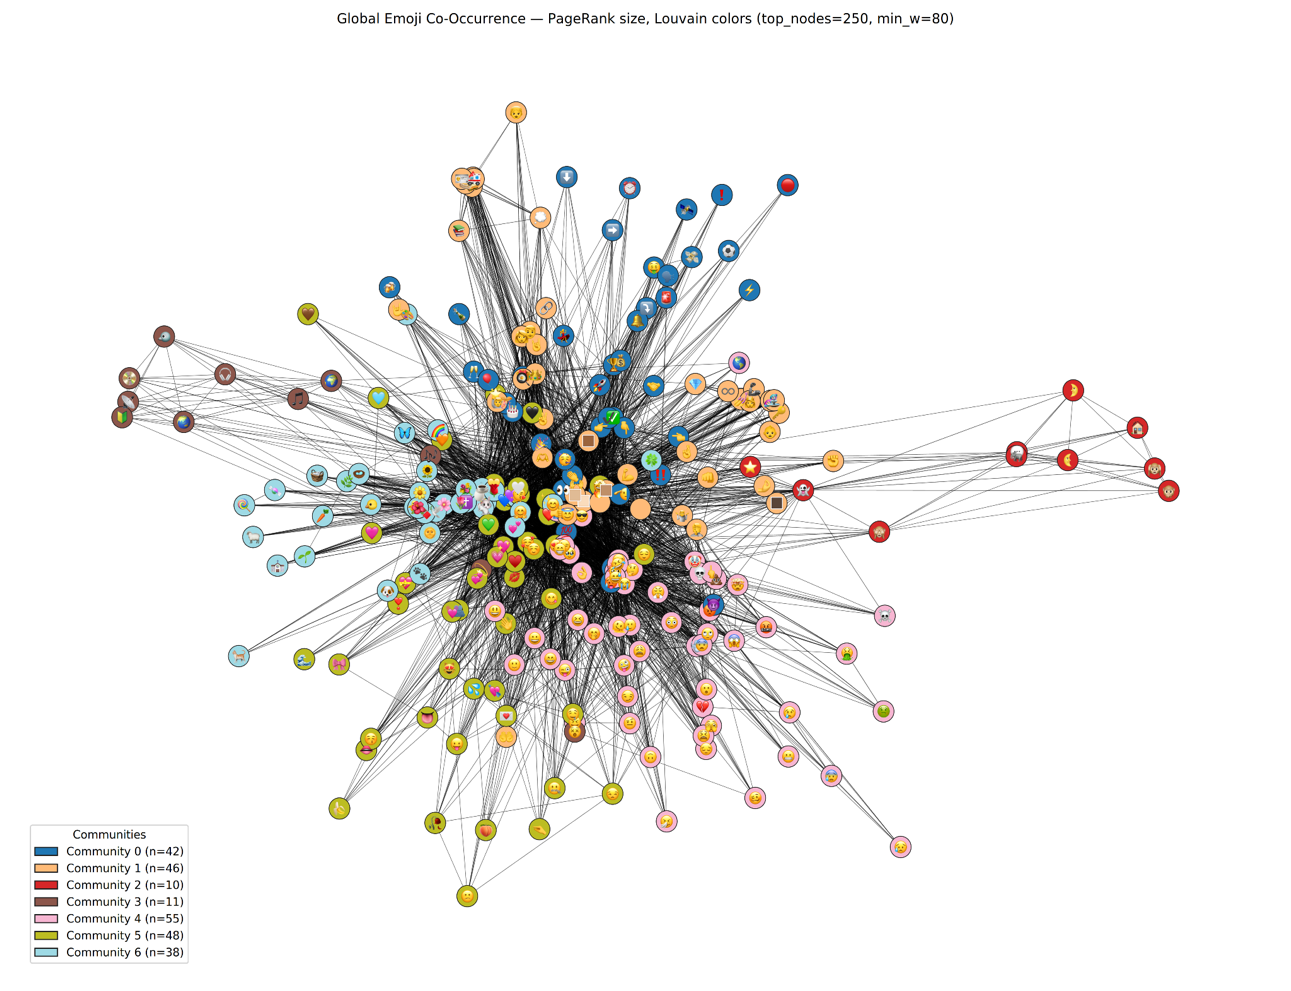 Global Emoji Co-Occurrence — PageRank size, Louvain colors (top_nodes=250, min_w=80)
Communities
Community 0 (n=42)
Community 1 (n=46)
Community 2 (n=10)
Community 3 (n=11)
Community 4 (n=55)
Community 5 (n=48)
Community 6 (n=38)